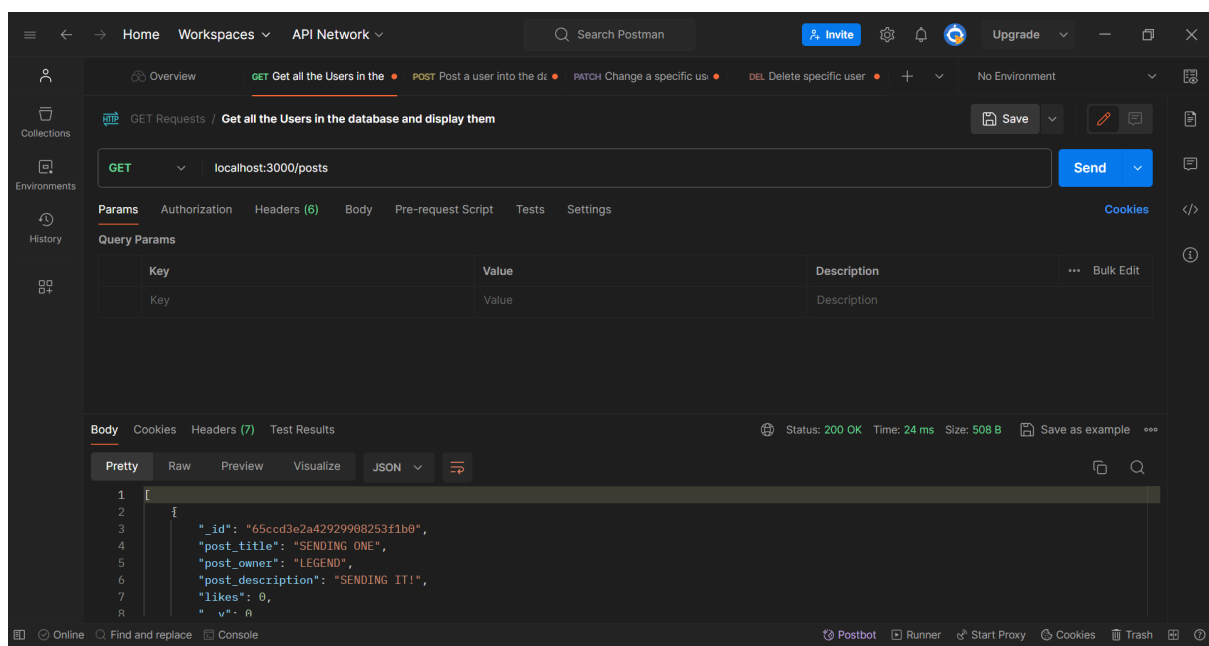 Home Workspaces API Network Search Postman Invite Upgrade
Overview GET Get all the Users in the POST Post a user into the da PATCH Change a specific us DEL Delete specific user No Environment
HTTP GET Requests / Get all the Users in the database and display them Save
Collections
GET localhost:3000/posts Send
Environments
Params Authorization Headers (6) Body Pre-request Script Tests Settings Cookies
History
Query Params
Key Value Description Bulk Edit
Key Value Description
Body Cookies Headers (7) Test Results Status: 200 OK Time: 24 ms Size: 508 B Save as example
Pretty Raw Preview Visualize JSON
1 [
2 {
3 "_id": "65ccd3e2a42929908253f1b0",
4 "post_title": "SENDING ONE",
5 "post_owner": "LEGEND",
6 "post_description": "SENDING IT!",
7 "likes": 0,
8 "__v": 0
Online Find and replace Console Postbot Runner Start Proxy Cookies Trash